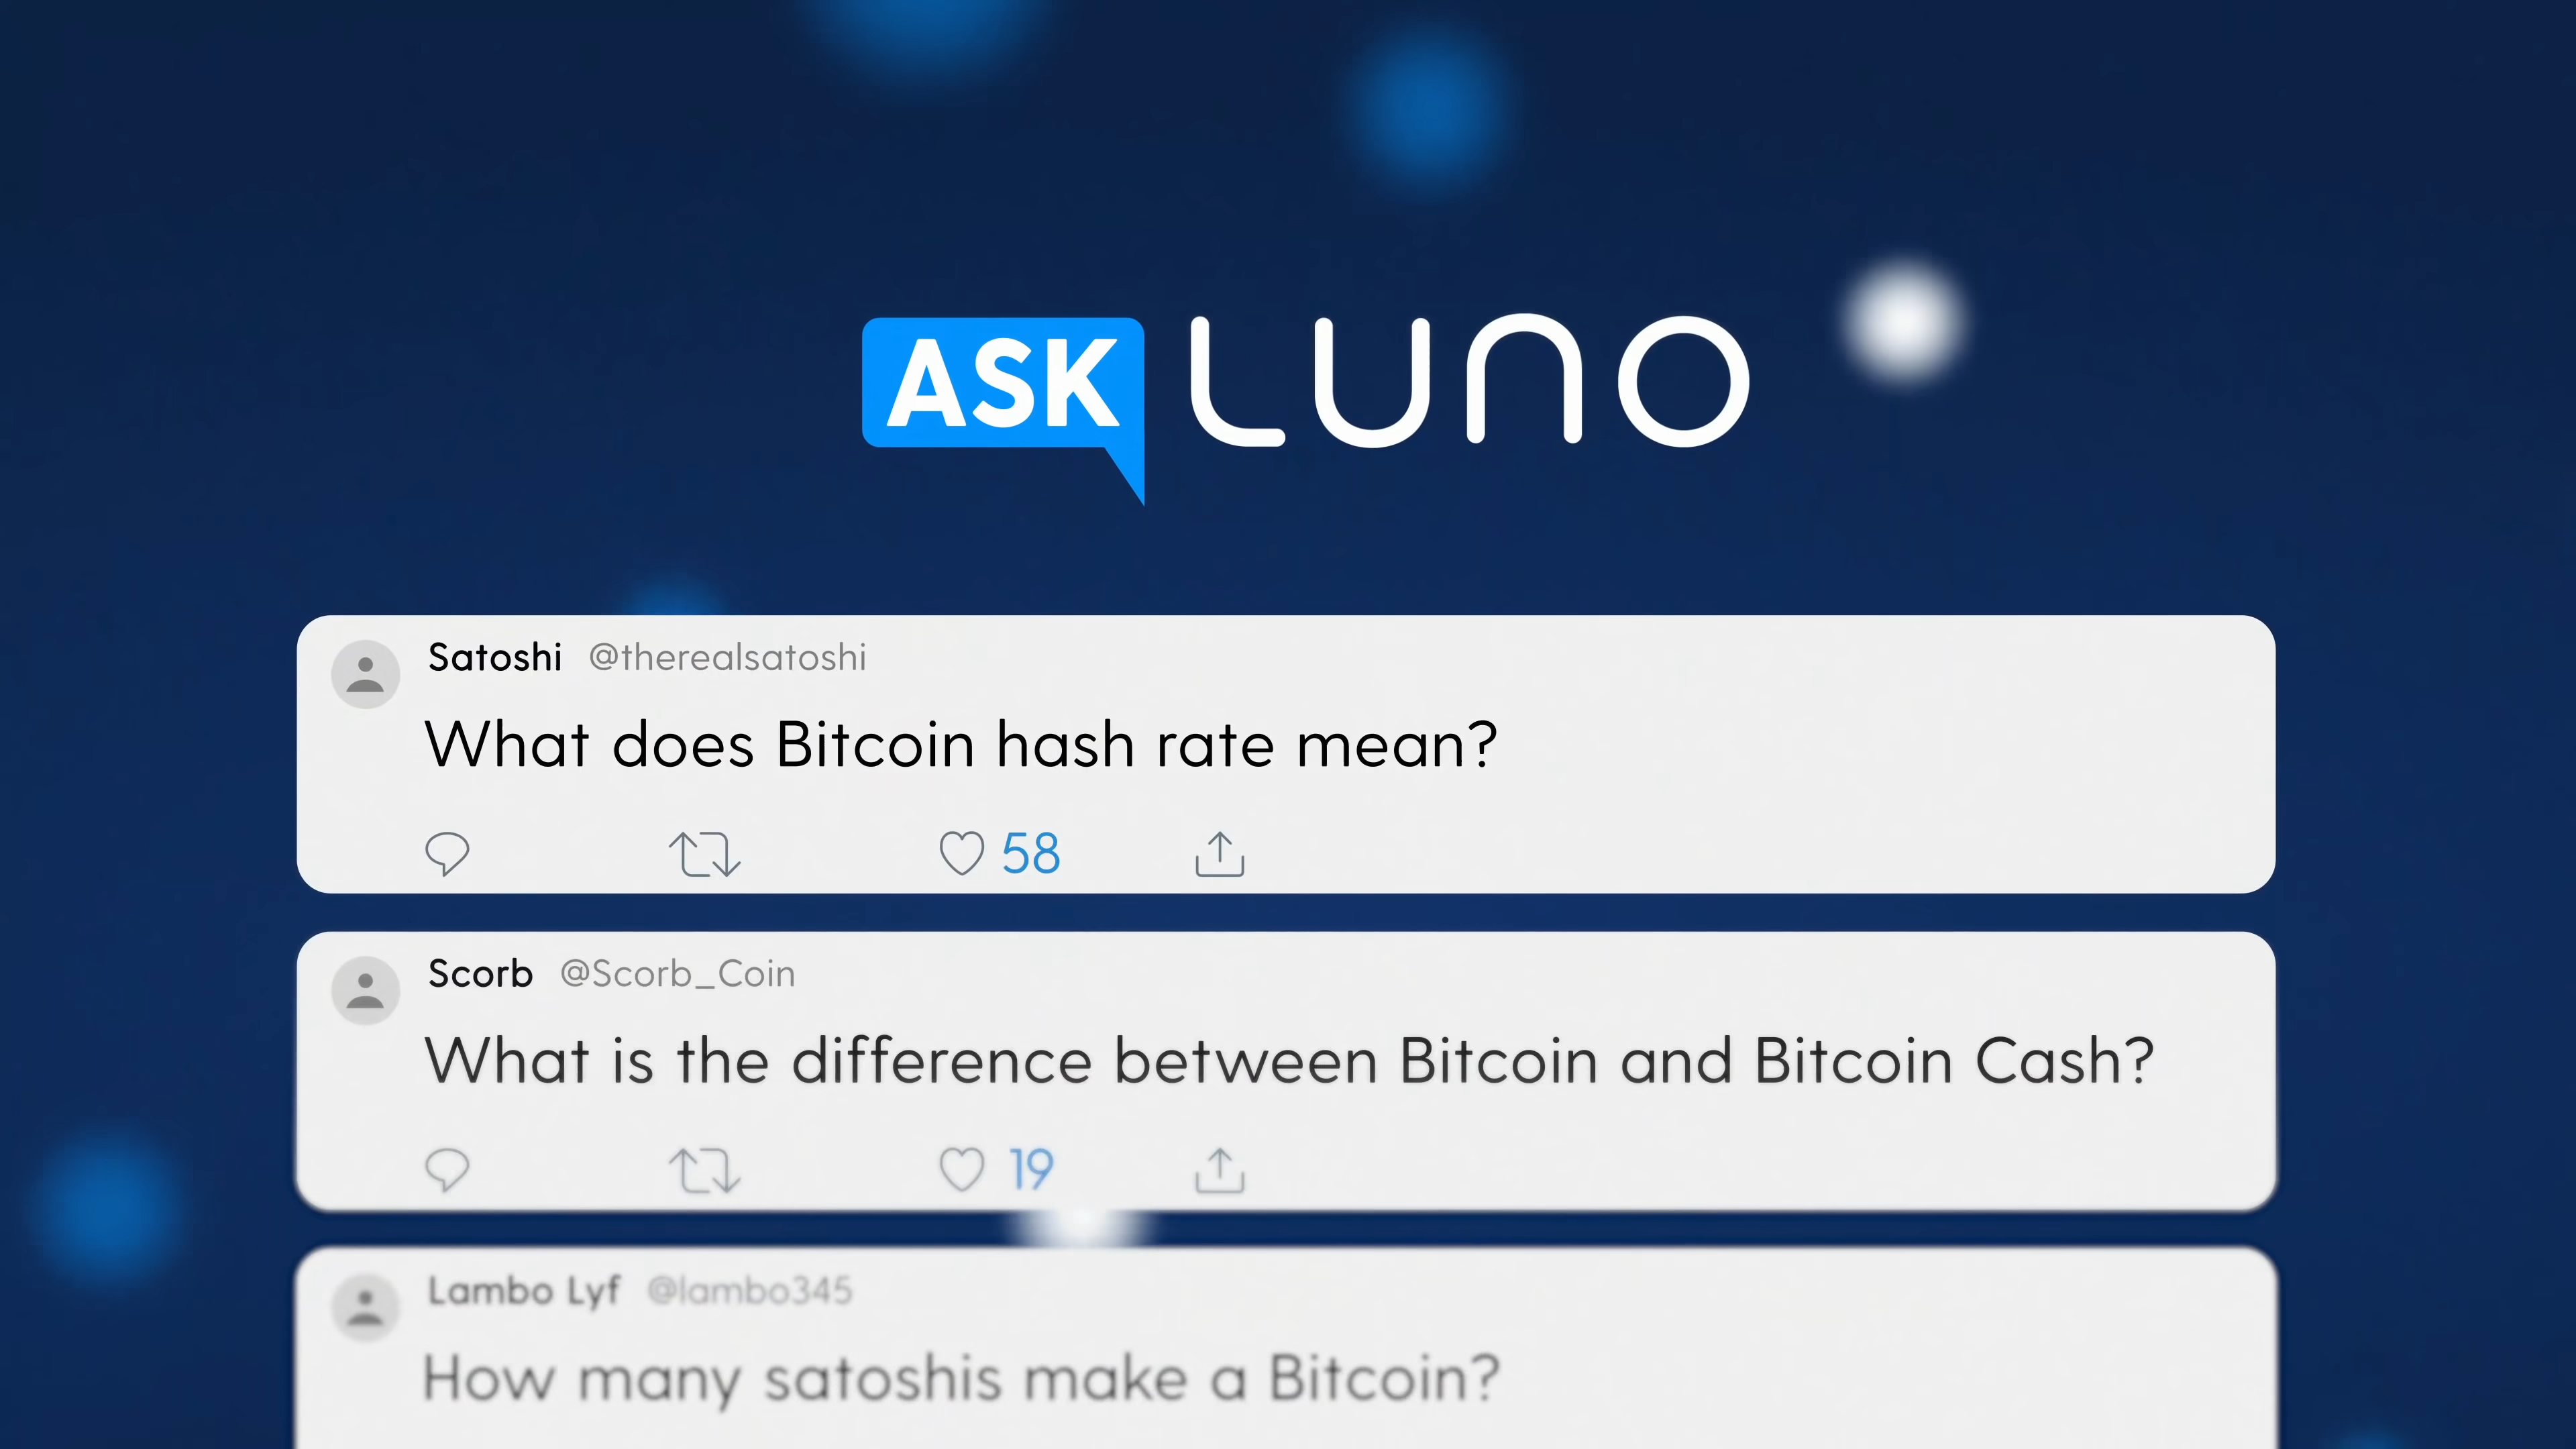 ASK LUNO
Satoshi @therealsatoshi
What does Bitcoin hash rate mean?
58
Scorb @Scorb_Coin
What is the difference between Bitcoin and Bitcoin Cash?
19
Lambo Lyf @lambo345
How many satoshis make a Bitcoin?